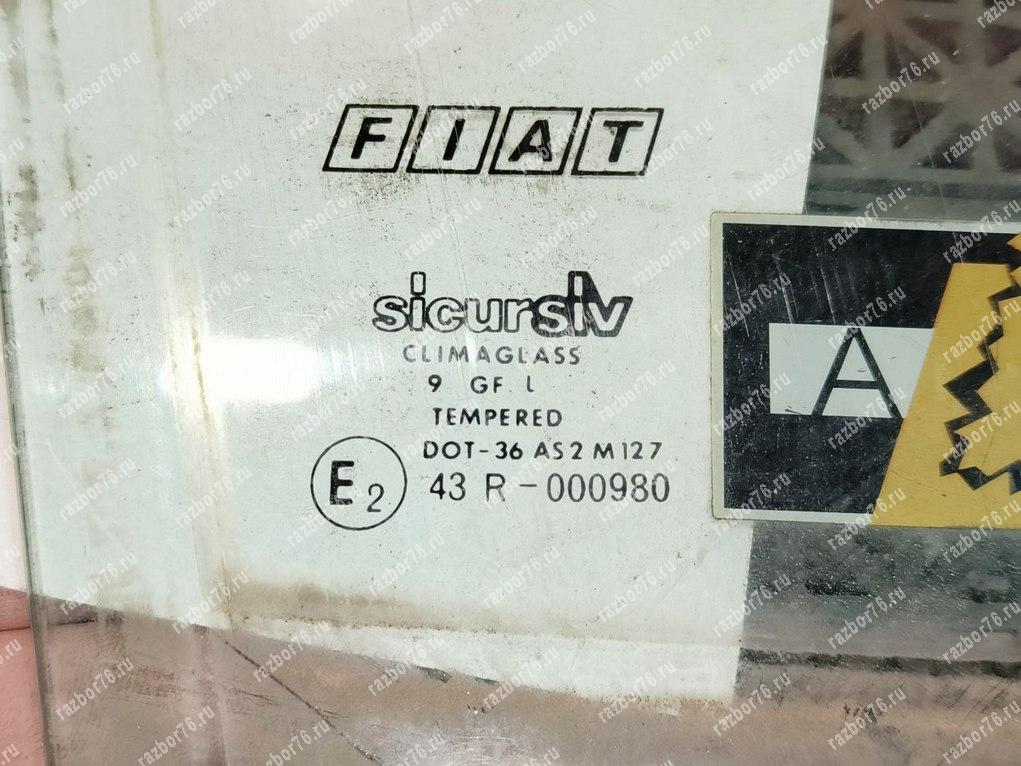 FIAT
sicursiv
CLIMAGLASS
9 GF L
TEMPERED
DOT-36 AS2 M127
E2 43 R-000980
A
razbor76.ru